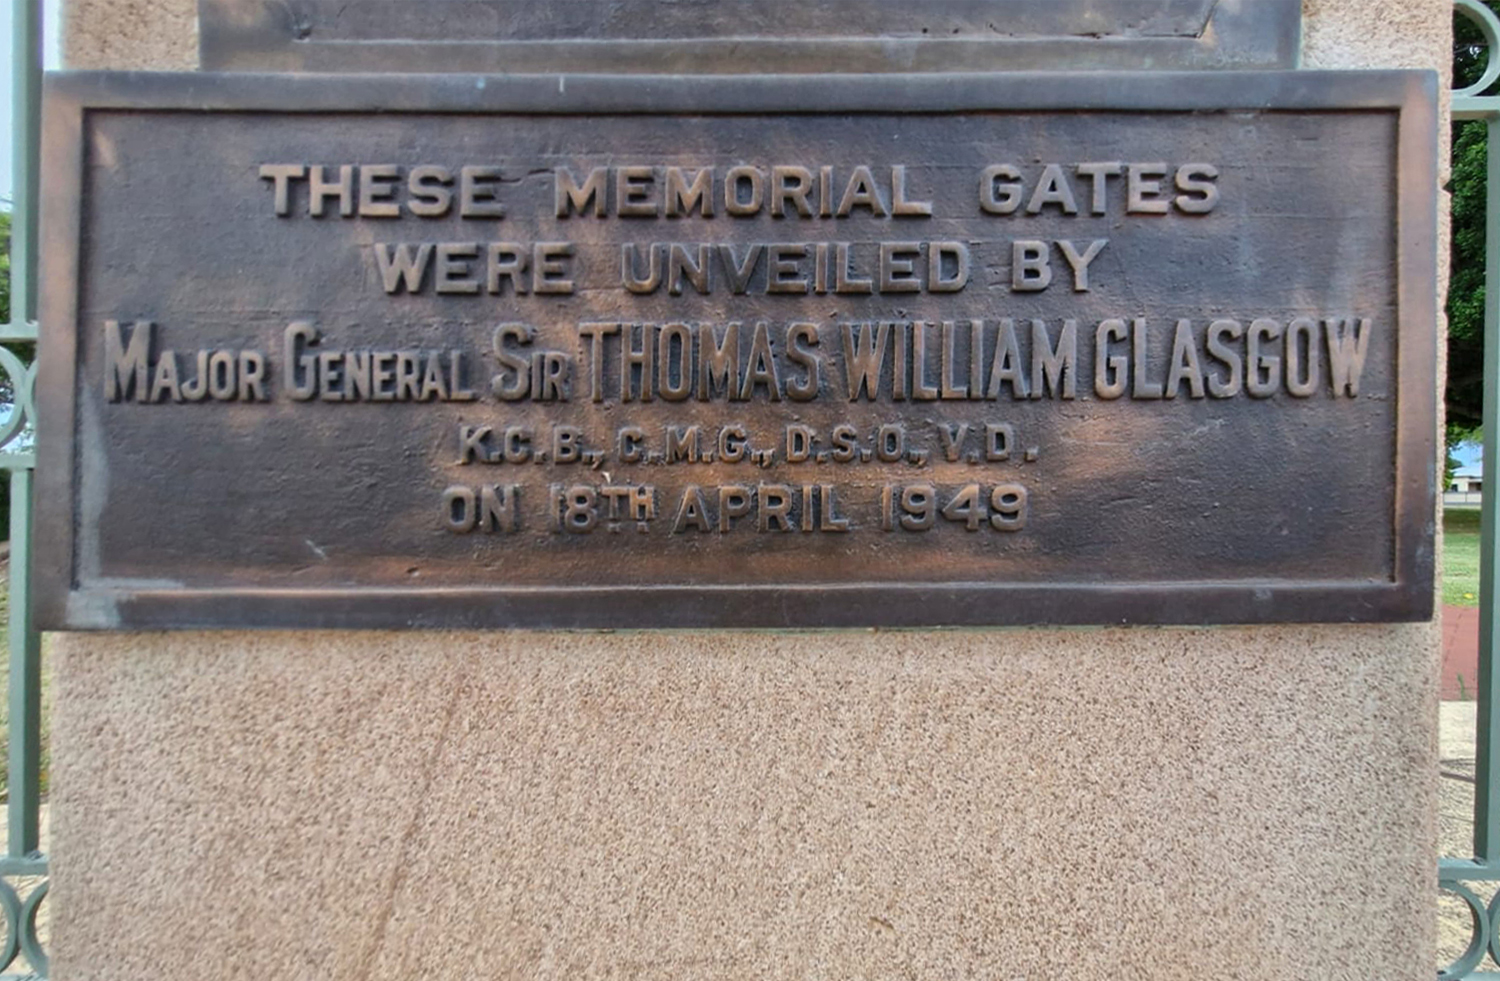 THESE MEMORIAL GATES
WERE UNVEILED BY
MAJOR GENERAL SIR THOMAS WILLIAM GLASGOW
K.C.B., C.M.G., D.S.O., V.D.
ON 18TH APRIL 1949